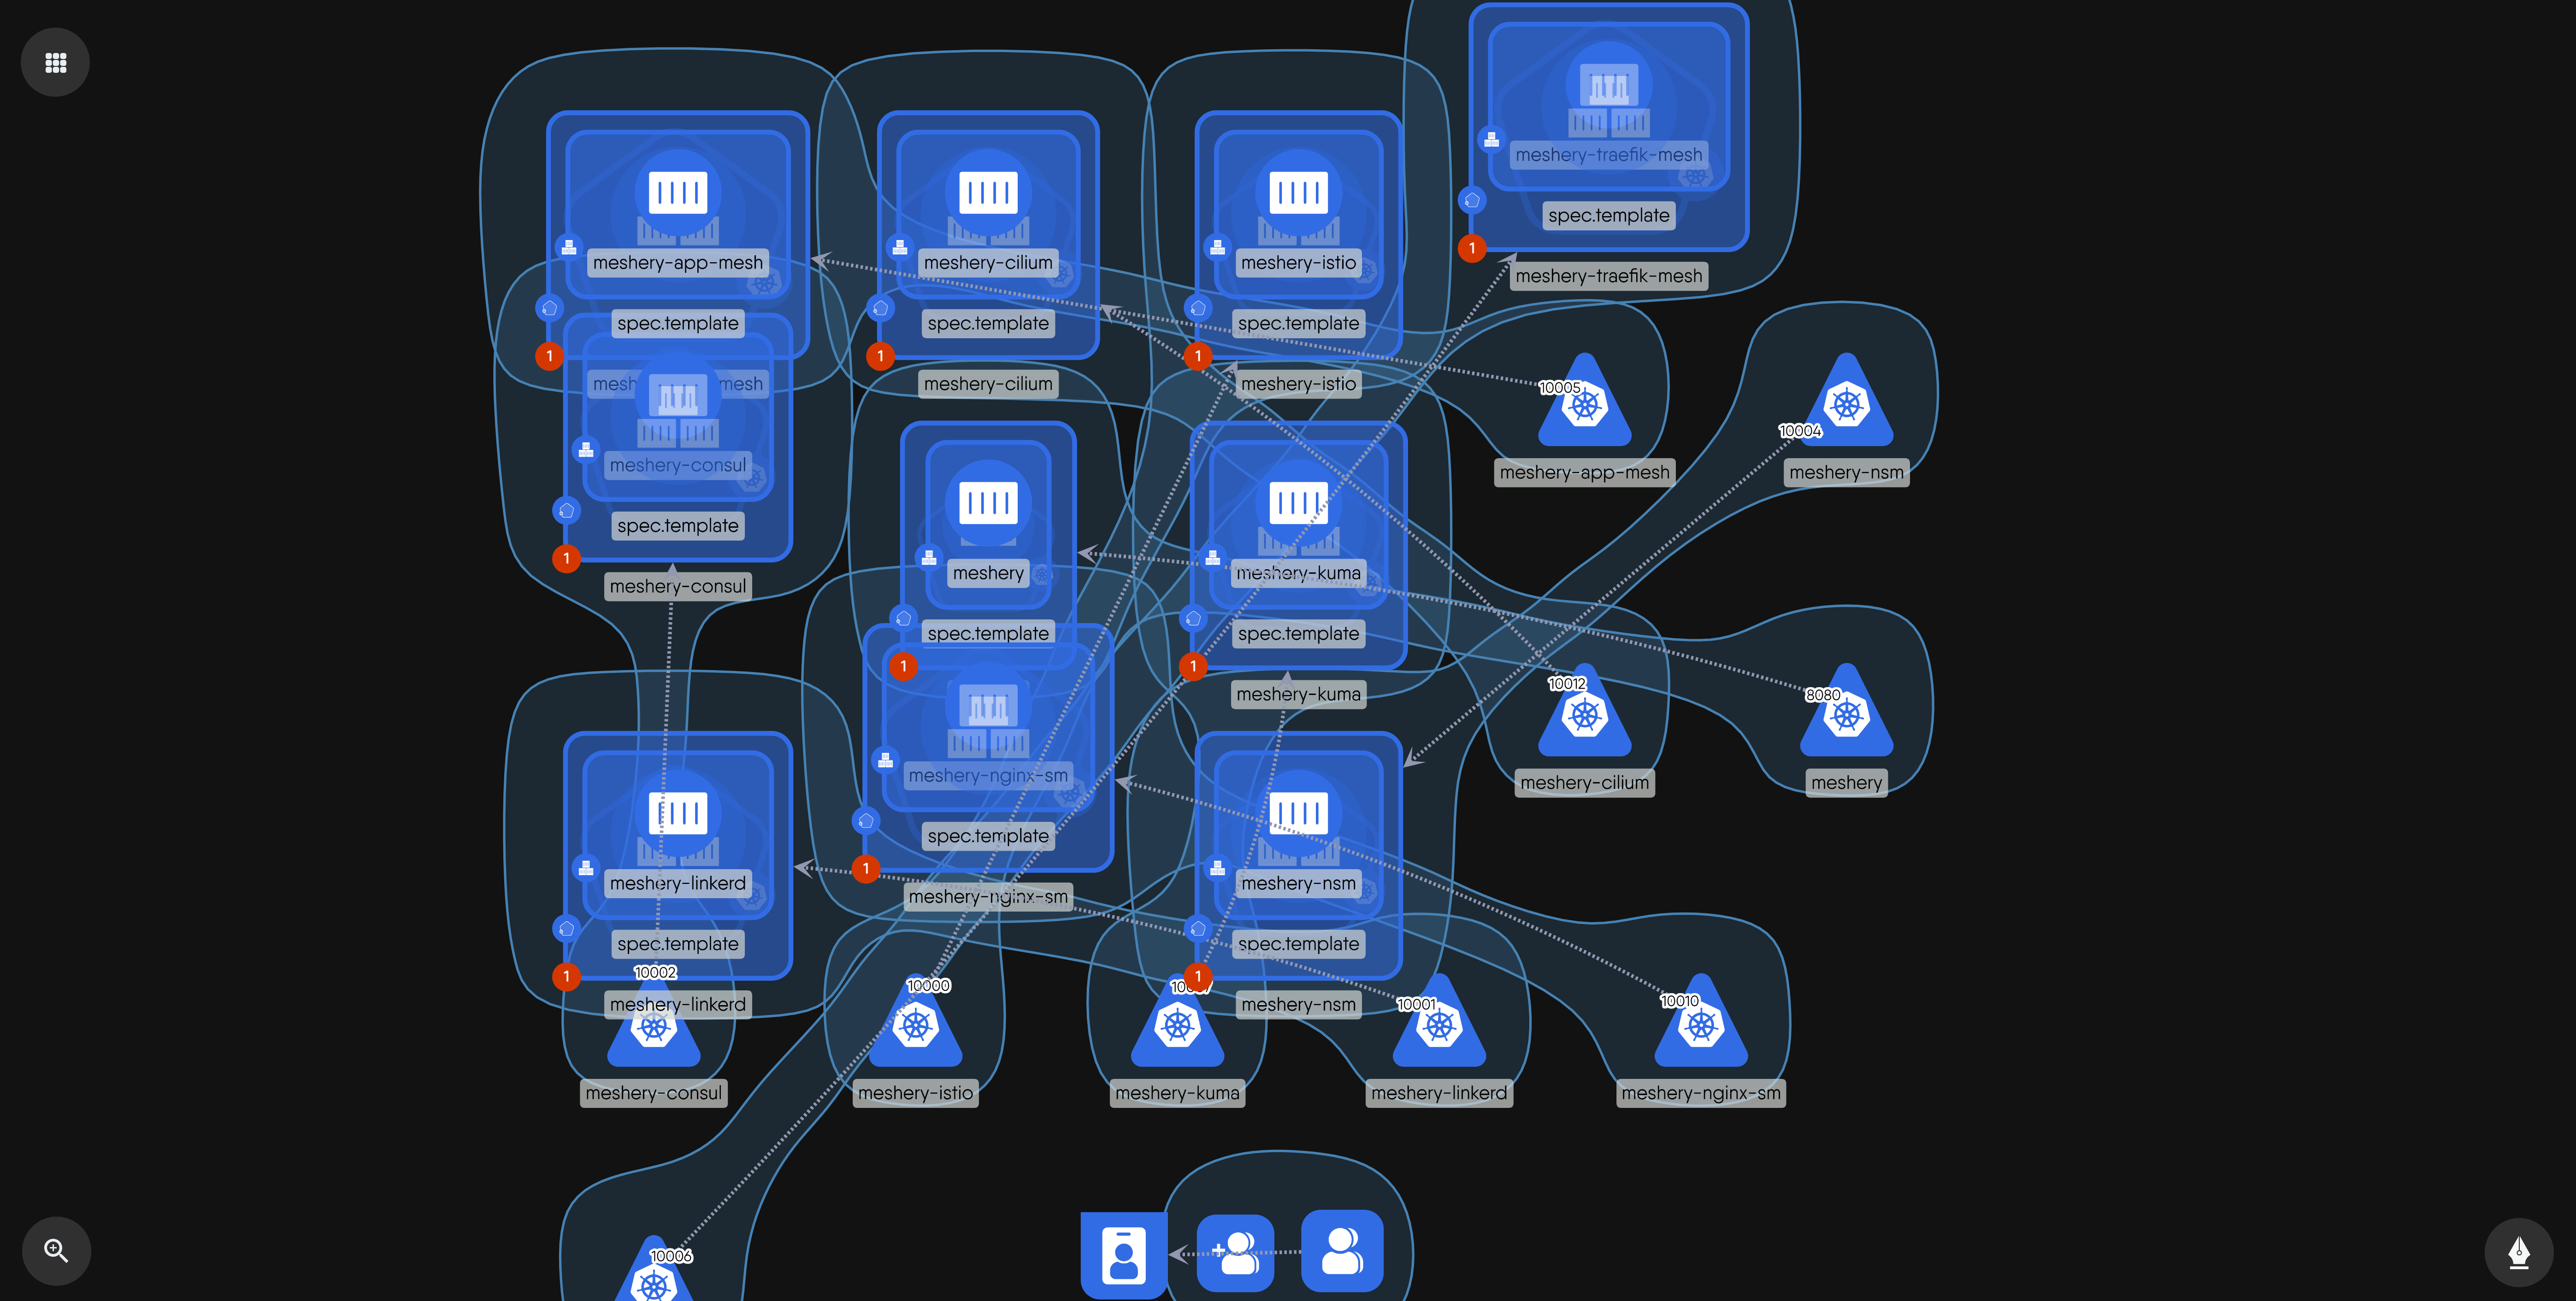 meshery-traefik-mesh
spec.template
1
meshery-traefik-mesh
meshery-app-mesh
spec.template
1
meshery-cilium
spec.template
1
meshery-cilium
meshery-istio
spec.template
1
meshery-istio
meshery-consul
spec.template
1
meshery-consul
10005
meshery-app-mesh
10004
meshery-nsm
meshery
spec.template
1
meshery-kuma
spec.template
1
meshery-kuma
10012
meshery-cilium
8080
meshery
meshery-nginx-sm
spec.template
1
meshery-nginx-sm
meshery-linkerd
spec.template
1
meshery-linkerd
meshery-nsm
spec.template
1
meshery-nsm
10002
meshery-consul
10000
meshery-istio
meshery-kuma
10001
meshery-linkerd
10010
meshery-nginx-sm
10006